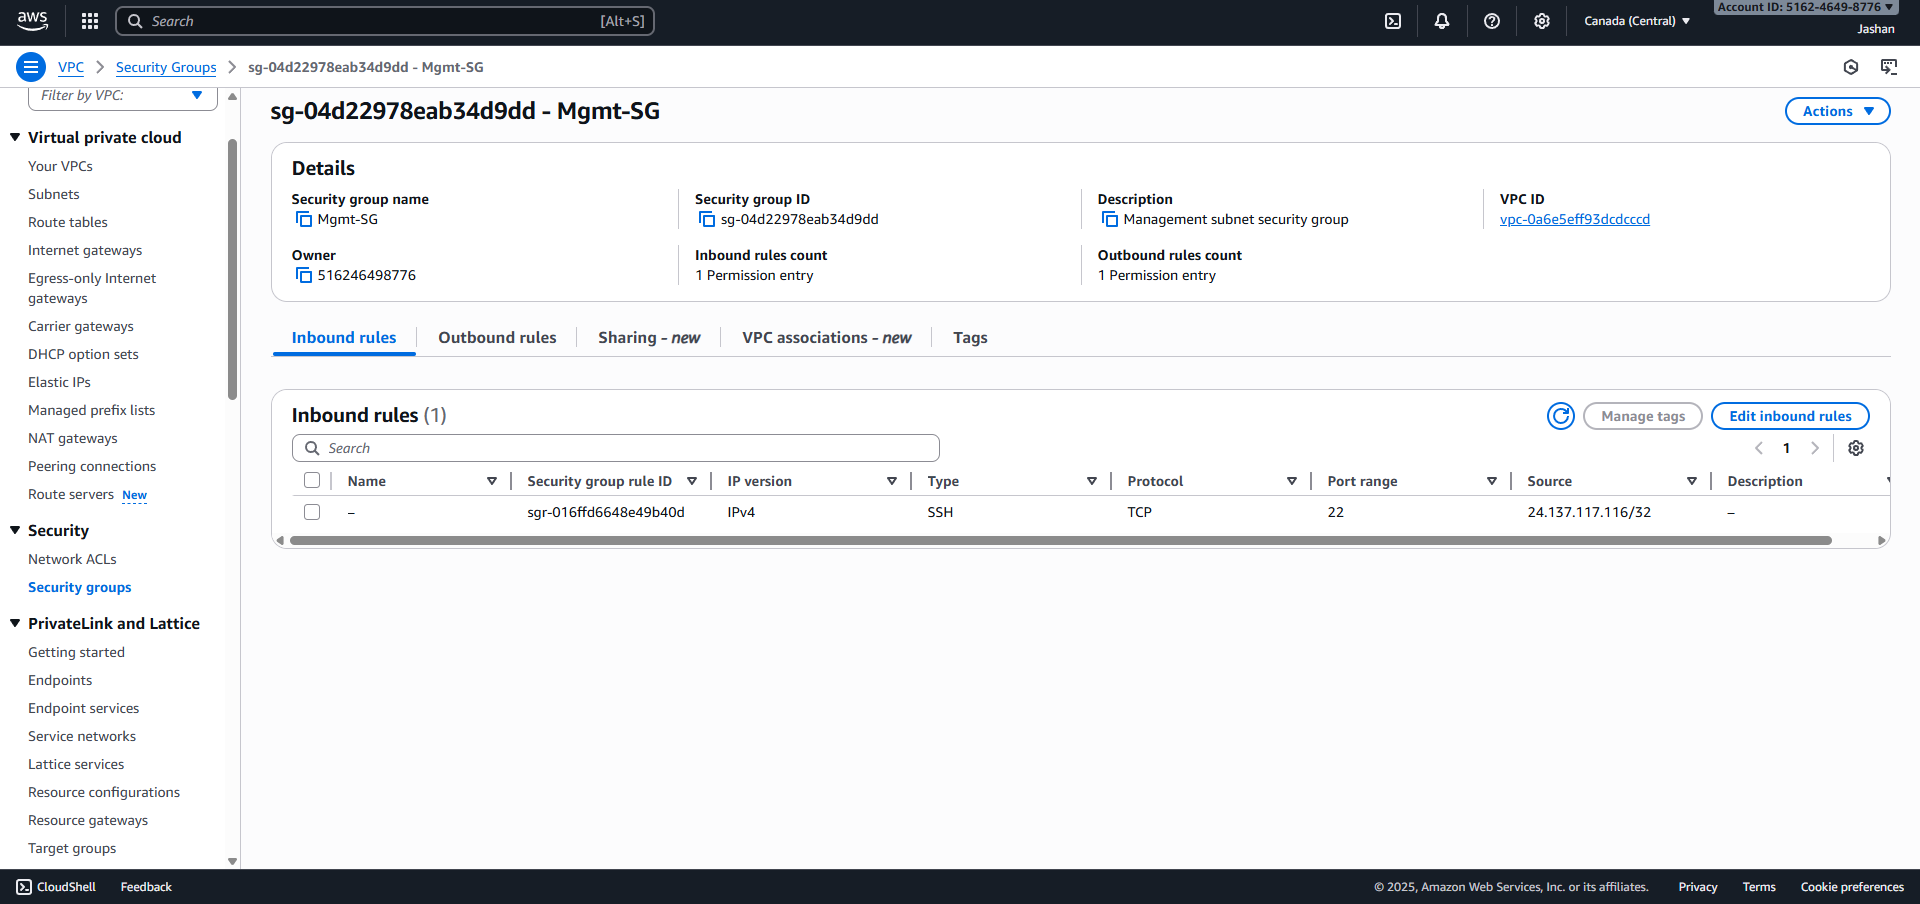 aws
Search [Alt+S]
Canada (Central)
Account ID: 5162-4649-8776
Jashan
VPC
Security Groups
sg-04d22978eab34d9dd - Mgmt-SG
Filter by VPC:
Virtual private cloud
Your VPCs
Subnets
Route tables
Internet gateways
Egress-only Internet
gateways
Carrier gateways
DHCP option sets
Elastic IPs
Managed prefix lists
NAT gateways
Peering connections
Route servers New
Security
Network ACLs
Security groups
PrivateLink and Lattice
Getting started
Endpoints
Endpoint services
Service networks
Lattice services
Resource configurations
Resource gateways
Target groups
sg-04d22978eab34d9dd - Mgmt-SG
Actions
Details
Security group name
Mgmt-SG
Security group ID
sg-04d22978eab34d9dd
Description
Management subnet security group
VPC ID
vpc-0a6e5eff93dcdcccd
Owner
516246498776
Inbound rules count
1 Permission entry
Outbound rules count
1 Permission entry
Inbound rules
Outbound rules
Sharing - new
VPC associations - new
Tags
Inbound rules (1)
Manage tags
Edit inbound rules
Search
1
Name Security group rule ID IP version Type Protocol Port range Source Description
– sgr-016ffd6648e49b40d IPv4 SSH TCP 22 24.137.117.116/32 –
CloudShell
Feedback
© 2025, Amazon Web Services, Inc. or its affiliates.
Privacy
Terms
Cookie preferences